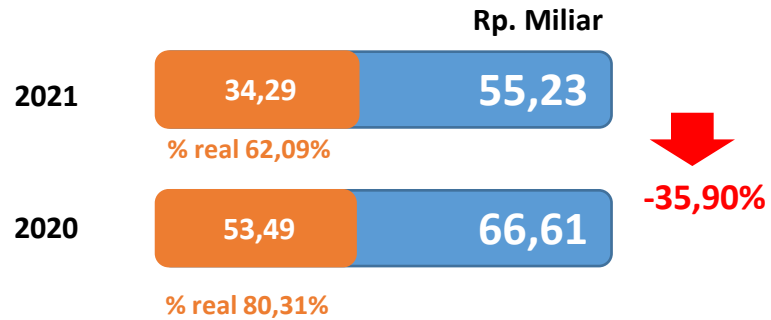 Rp. Miliar
2021
34,29
55,23
% real 62,09%
-35,90%
2020
53,49
66,61
% real 80,31%